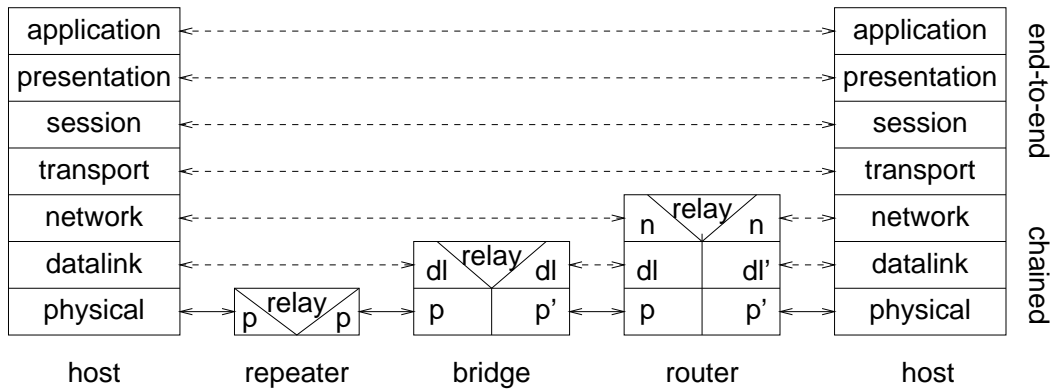 application
application
presentation
presentation
session
session
transport
transport
network
n
relay
n
network
datalink
dl
relay
dl
dl
dl'
datalink
physical
p
relay
p
p
p'
p
p'
physical
host
repeater
bridge
router
host
end-to-end
chained